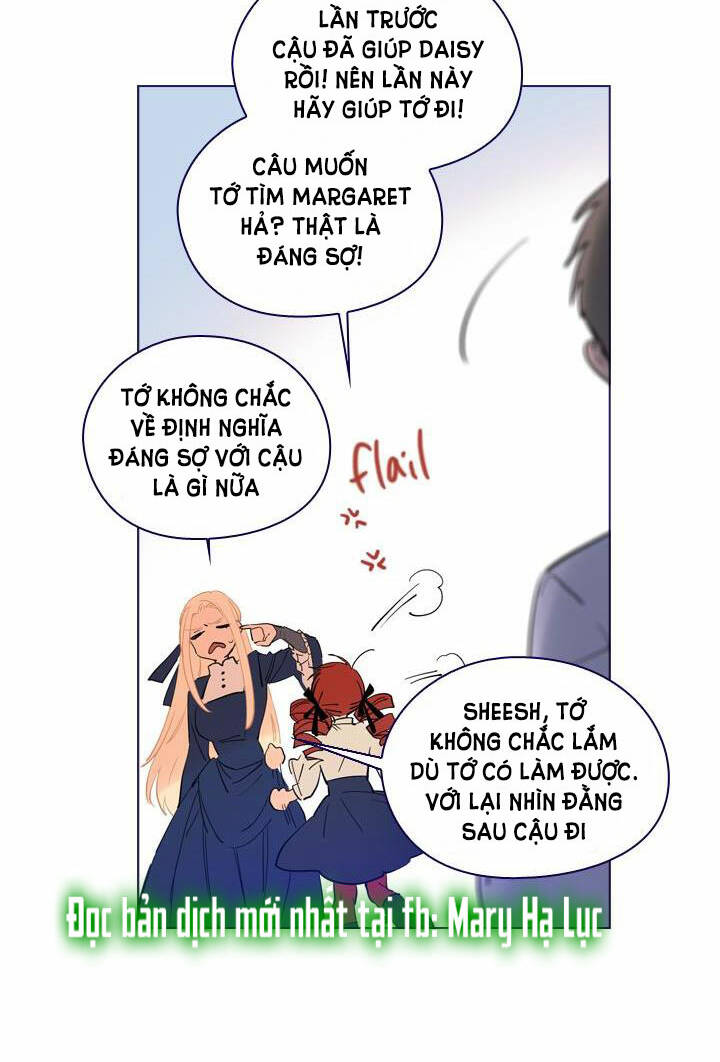 LẦN TRƯỚC
CẬU ĐÃ GIÚP DAISY
RỒI! NÊN LẦN NÀY
HÃY GIÚP TỚ ĐI!
CÂU MUỐN
TỚ TÌM MARGARET
HẢ? THẬT LÀ
ĐÁNG SỢ!
TỚ KHÔNG CHẮC
VỀ ĐỊNH NGHĨA
ĐÁNG SỢ VỚI CẬU
LÀ GÌ NỮA
flail
SHEESH, TỚ
KHÔNG CHẮC LẮM
DÙ TỚ CÓ LÀM ĐƯỢC.
VỚI LẠI NHÌN ĐẰNG
SAU CẬU ĐI
Đọc bản dịch mới nhất tại fb: Mary Hạ Lục